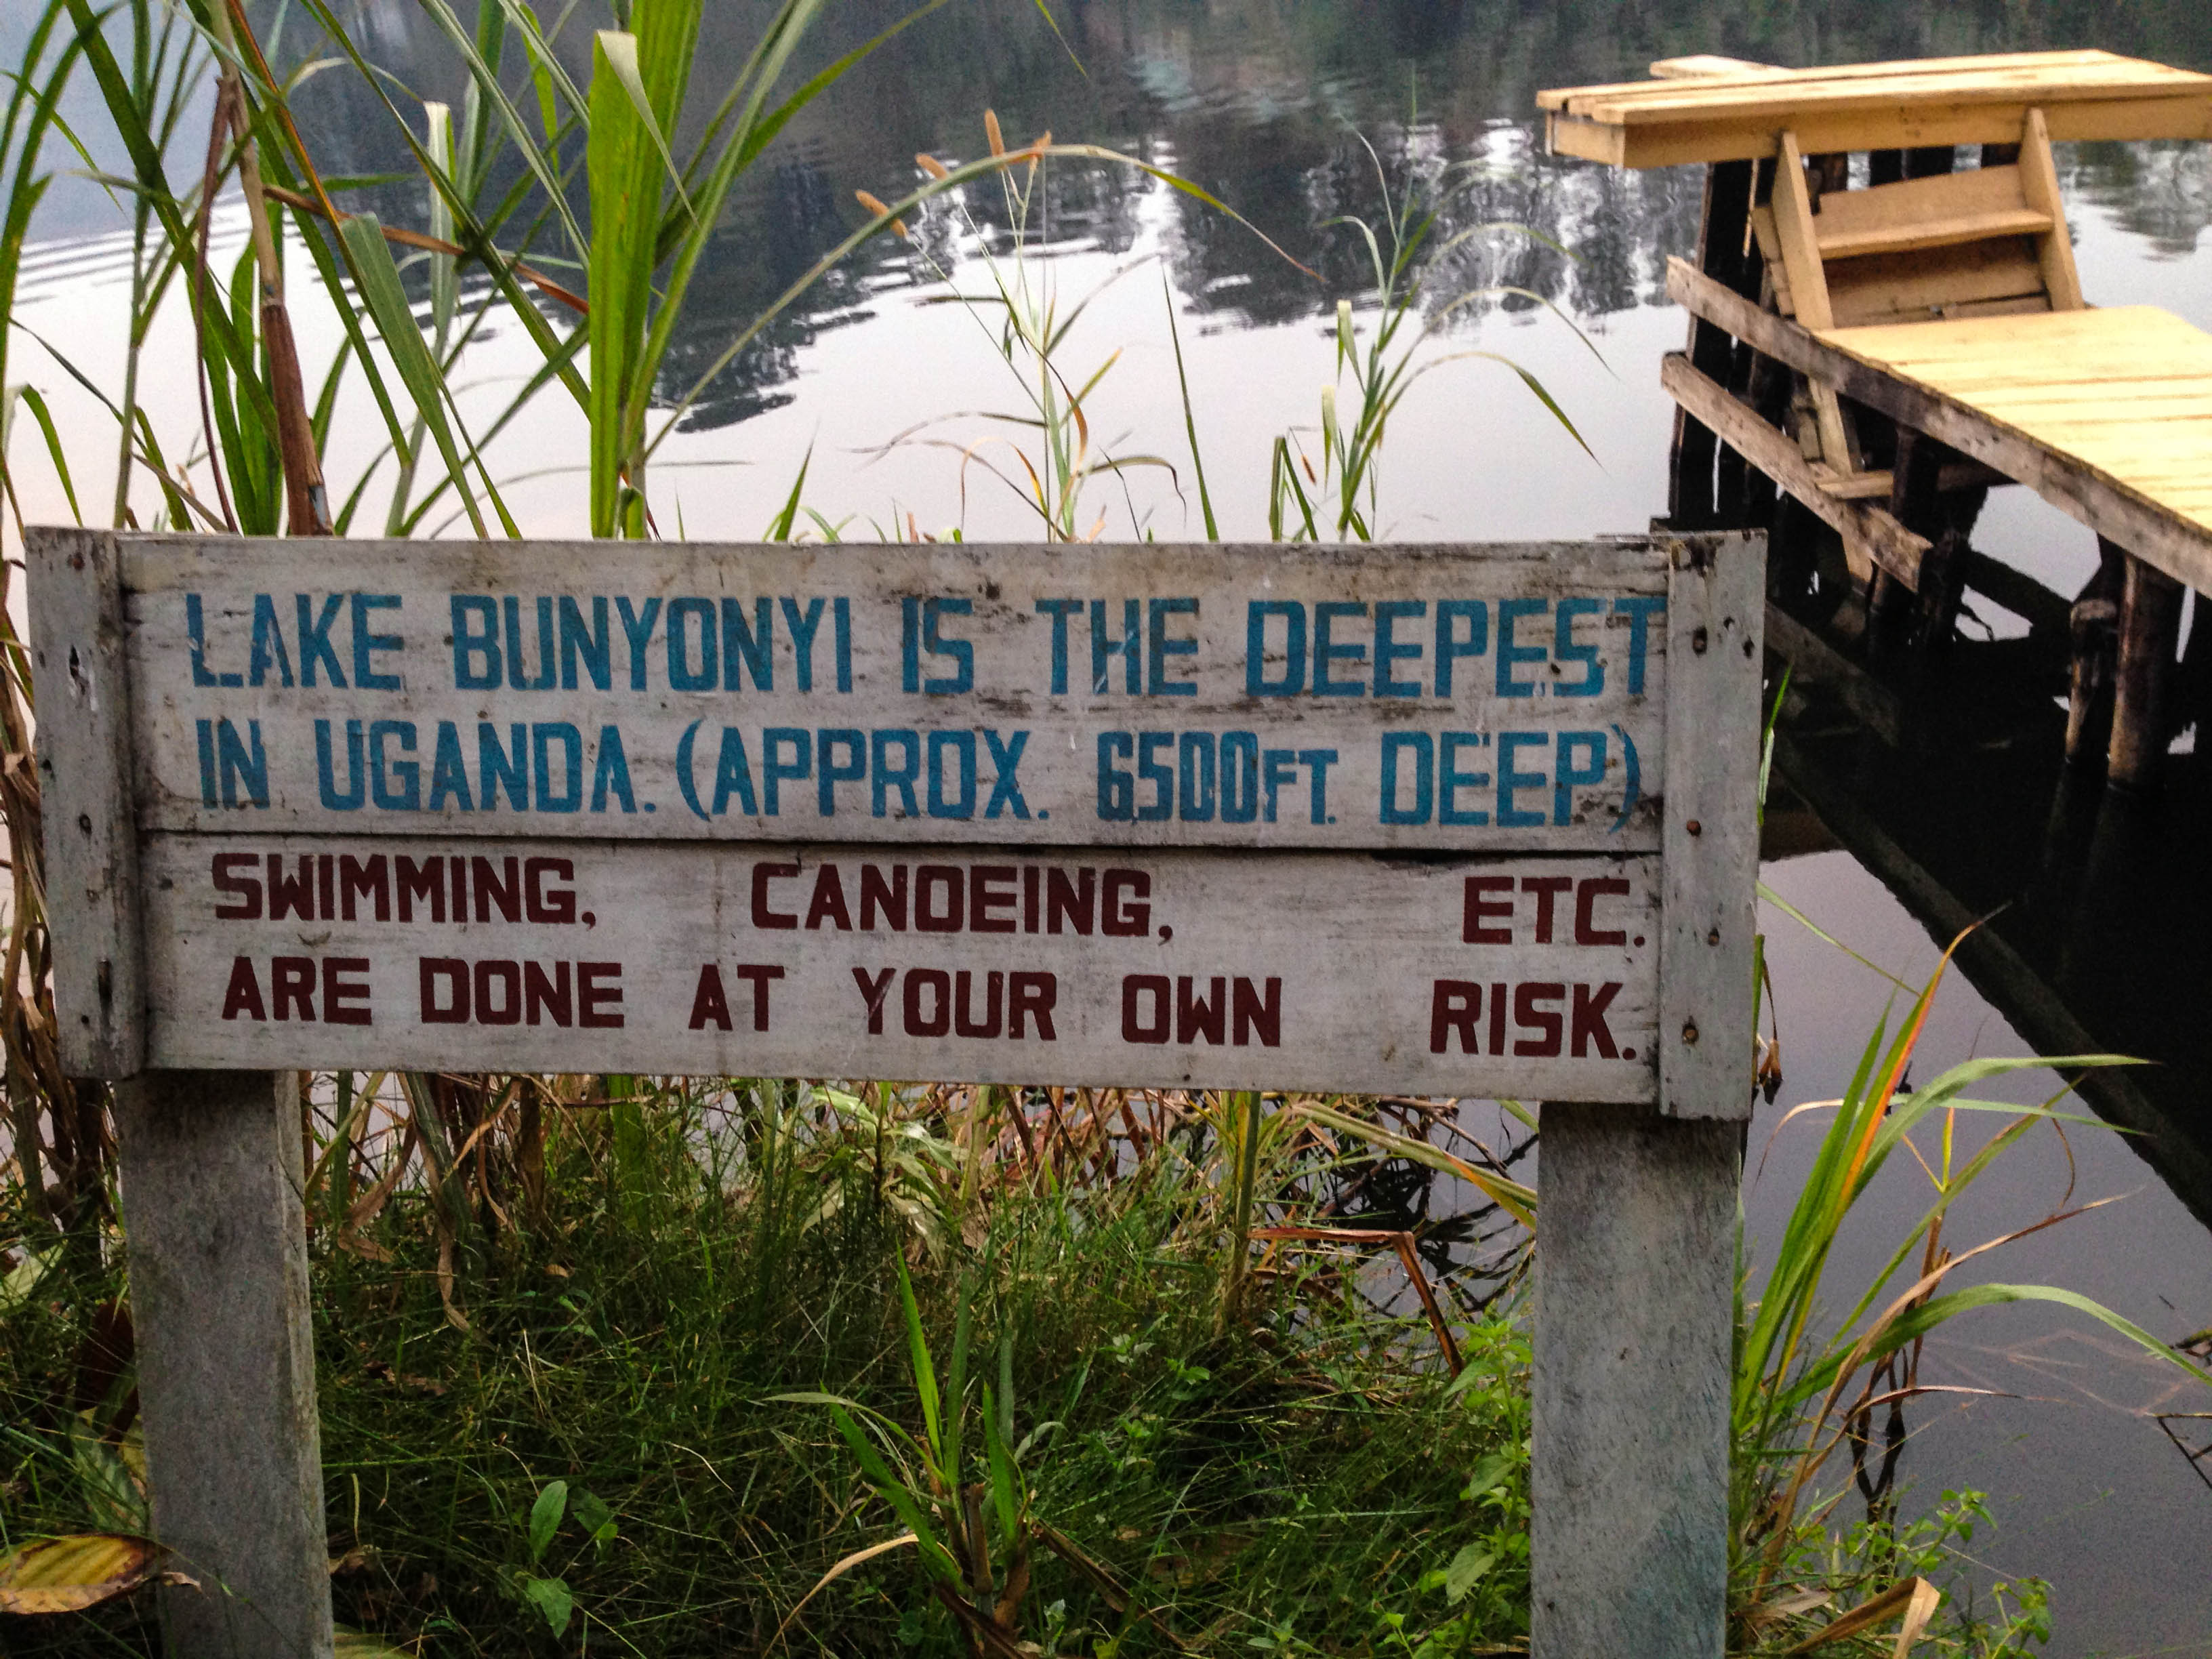 LAKE BUNYONYI IS THE DEEPEST
IN UGANDA. (APPROX. 6500FT. DEEP)
SWIMMING, CANOEING, ETC.
ARE DONE AT YOUR OWN RISK.